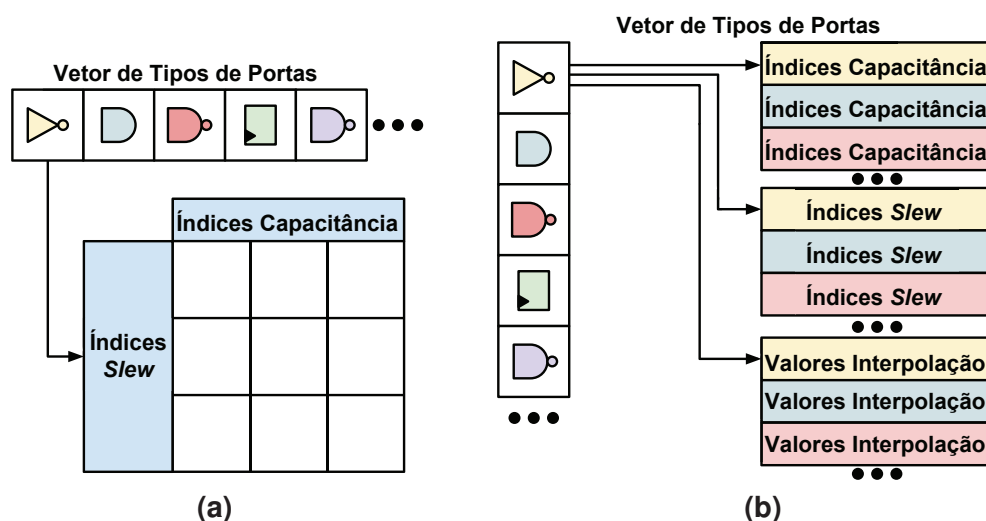 Vetor de Tipos de Portas
Índices Capacitância
Índices
Slew
(a)
Vetor de Tipos de Portas
Índices Capacitância
Índices Capacitância
Índices Capacitância
Índices Slew
Índices Slew
Índices Slew
Valores Interpolação
Valores Interpolação
Valores Interpolação
(b)